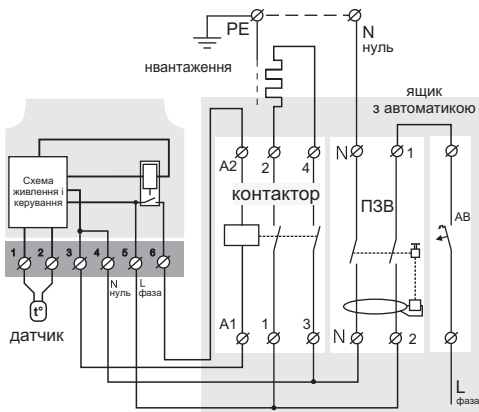 PE
N
нуль
нвантаження
ящик
з автоматикою
A2
2
4
N
1
контактор
ПЗВ
АВ
Схема
живлення і
керування
1
2
3
4
5
6
N
нуль
L
фаза
t°
датчик
A1
1
3
N
2
L
фаза